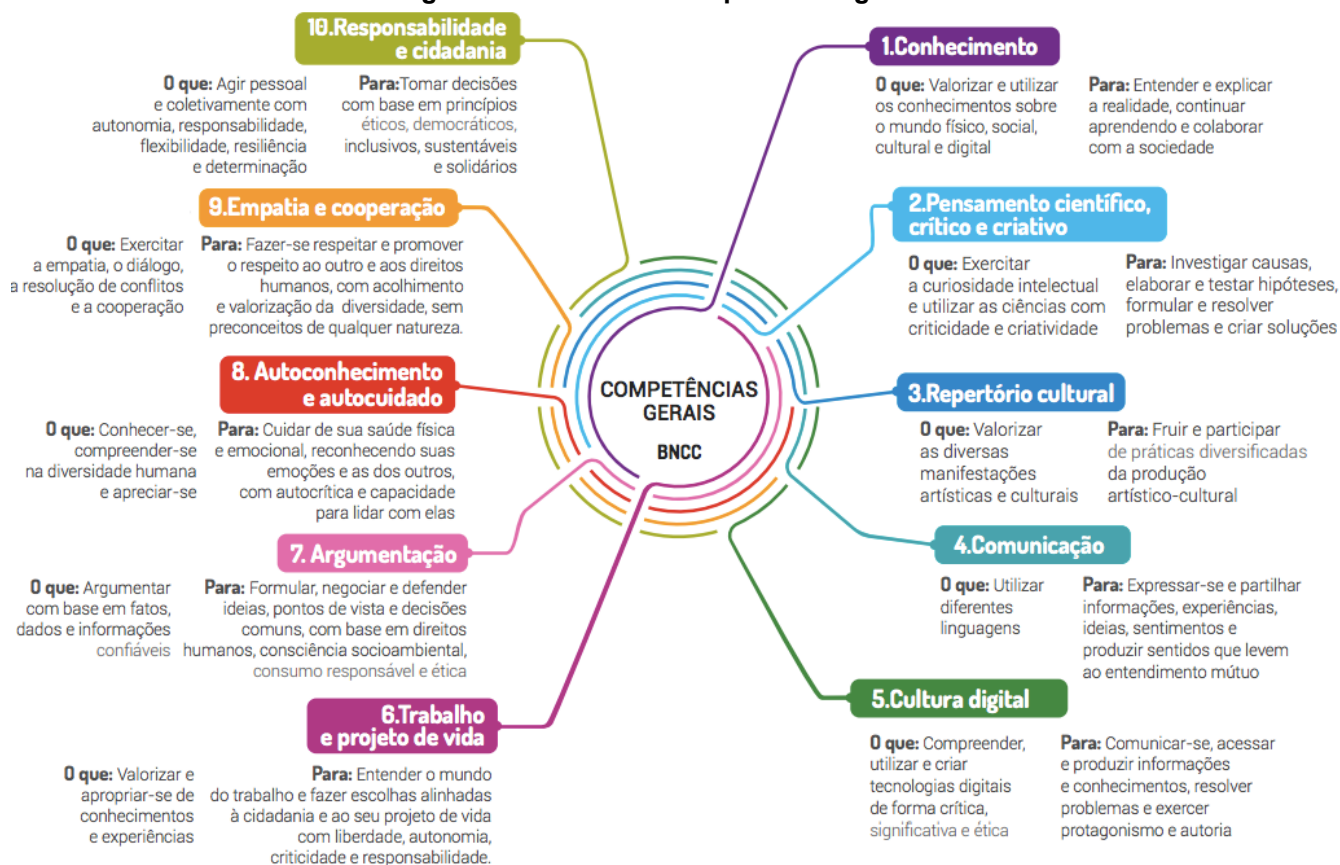 10.Responsabilidade
e cidadania
O que: Agir pessoal
e coletivamente com
autonomia, responsabilidade,
flexibilidade, resiliência
e determinação
Para:Tomar decisões
com base em princípios
éticos, democráticos,
inclusivos, sustentáveis
e solidários
1.Conhecimento
O que: Valorizar e utilizar
os conhecimentos sobre
o mundo físico, social,
cultural e digital
Para: Entender e explicar
a realidade, continuar
aprendendo e colaborar
com a sociedade
9.Empatia e cooperação
O que: Exercitar
a empatia, o diálogo,
a resolução de conflitos
e a cooperação
Para: Fazer-se respeitar e promover
o respeito ao outro e aos direitos
humanos, com acolhimento
e valorização da diversidade, sem
preconceitos de qualquer natureza.
2.Pensamento científico,
crítico e criativo
O que: Exercitar
a curiosidade intelectual
e utilizar as ciências com
criticidade e criatividade
Para: Investigar causas,
elaborar e testar hipóteses,
formular e resolver
problemas e criar soluções
COMPETÊNCIAS
GERAIS
BNCC
8. Autoconhecimento
e autocuidado
O que: Conhecer-se,
compreender-se
na diversidade humana
e apreciar-se
Para: Cuidar de sua saúde física
e emocional, reconhecendo suas
emoções e as dos outros,
com autocrítica e capacidade
para lidar com elas
3.Repertório cultural
O que: Valorizar
as diversas
manifestações
artísticas e culturais
Para: Fruir e participar
de práticas diversificadas
da produção
artístico-cultural
7. Argumentação
O que: Argumentar
com base em fatos,
dados e informações
confiáveis
Para: Formular, negociar e defender
ideias, pontos de vista e decisões
comuns, com base em direitos
humanos, consciência socioambiental,
consumo responsável e ética
4.Comunicação
O que: Utilizar
diferentes
linguagens
Para: Expressar-se e partilhar
informações, experiências,
ideias, sentimentos e
produzir sentidos que levem
ao entendimento mútuo
6.Trabalho
e projeto de vida
O que: Valorizar e
apropriar-se de
conhecimentos
e experiências
Para: Entender o mundo
do trabalho e fazer escolhas alinhadas
à cidadania e ao seu projeto de vida
com liberdade, autonomia,
criticidade e responsabilidade.
5.Cultura digital
O que: Compreender,
utilizar e criar
tecnologias digitais
de forma crítica,
significativa e ética
Para: Comunicar-se, acessar
e produzir informações
e conhecimentos, resolver
problemas e exercer
protagonismo e autoria